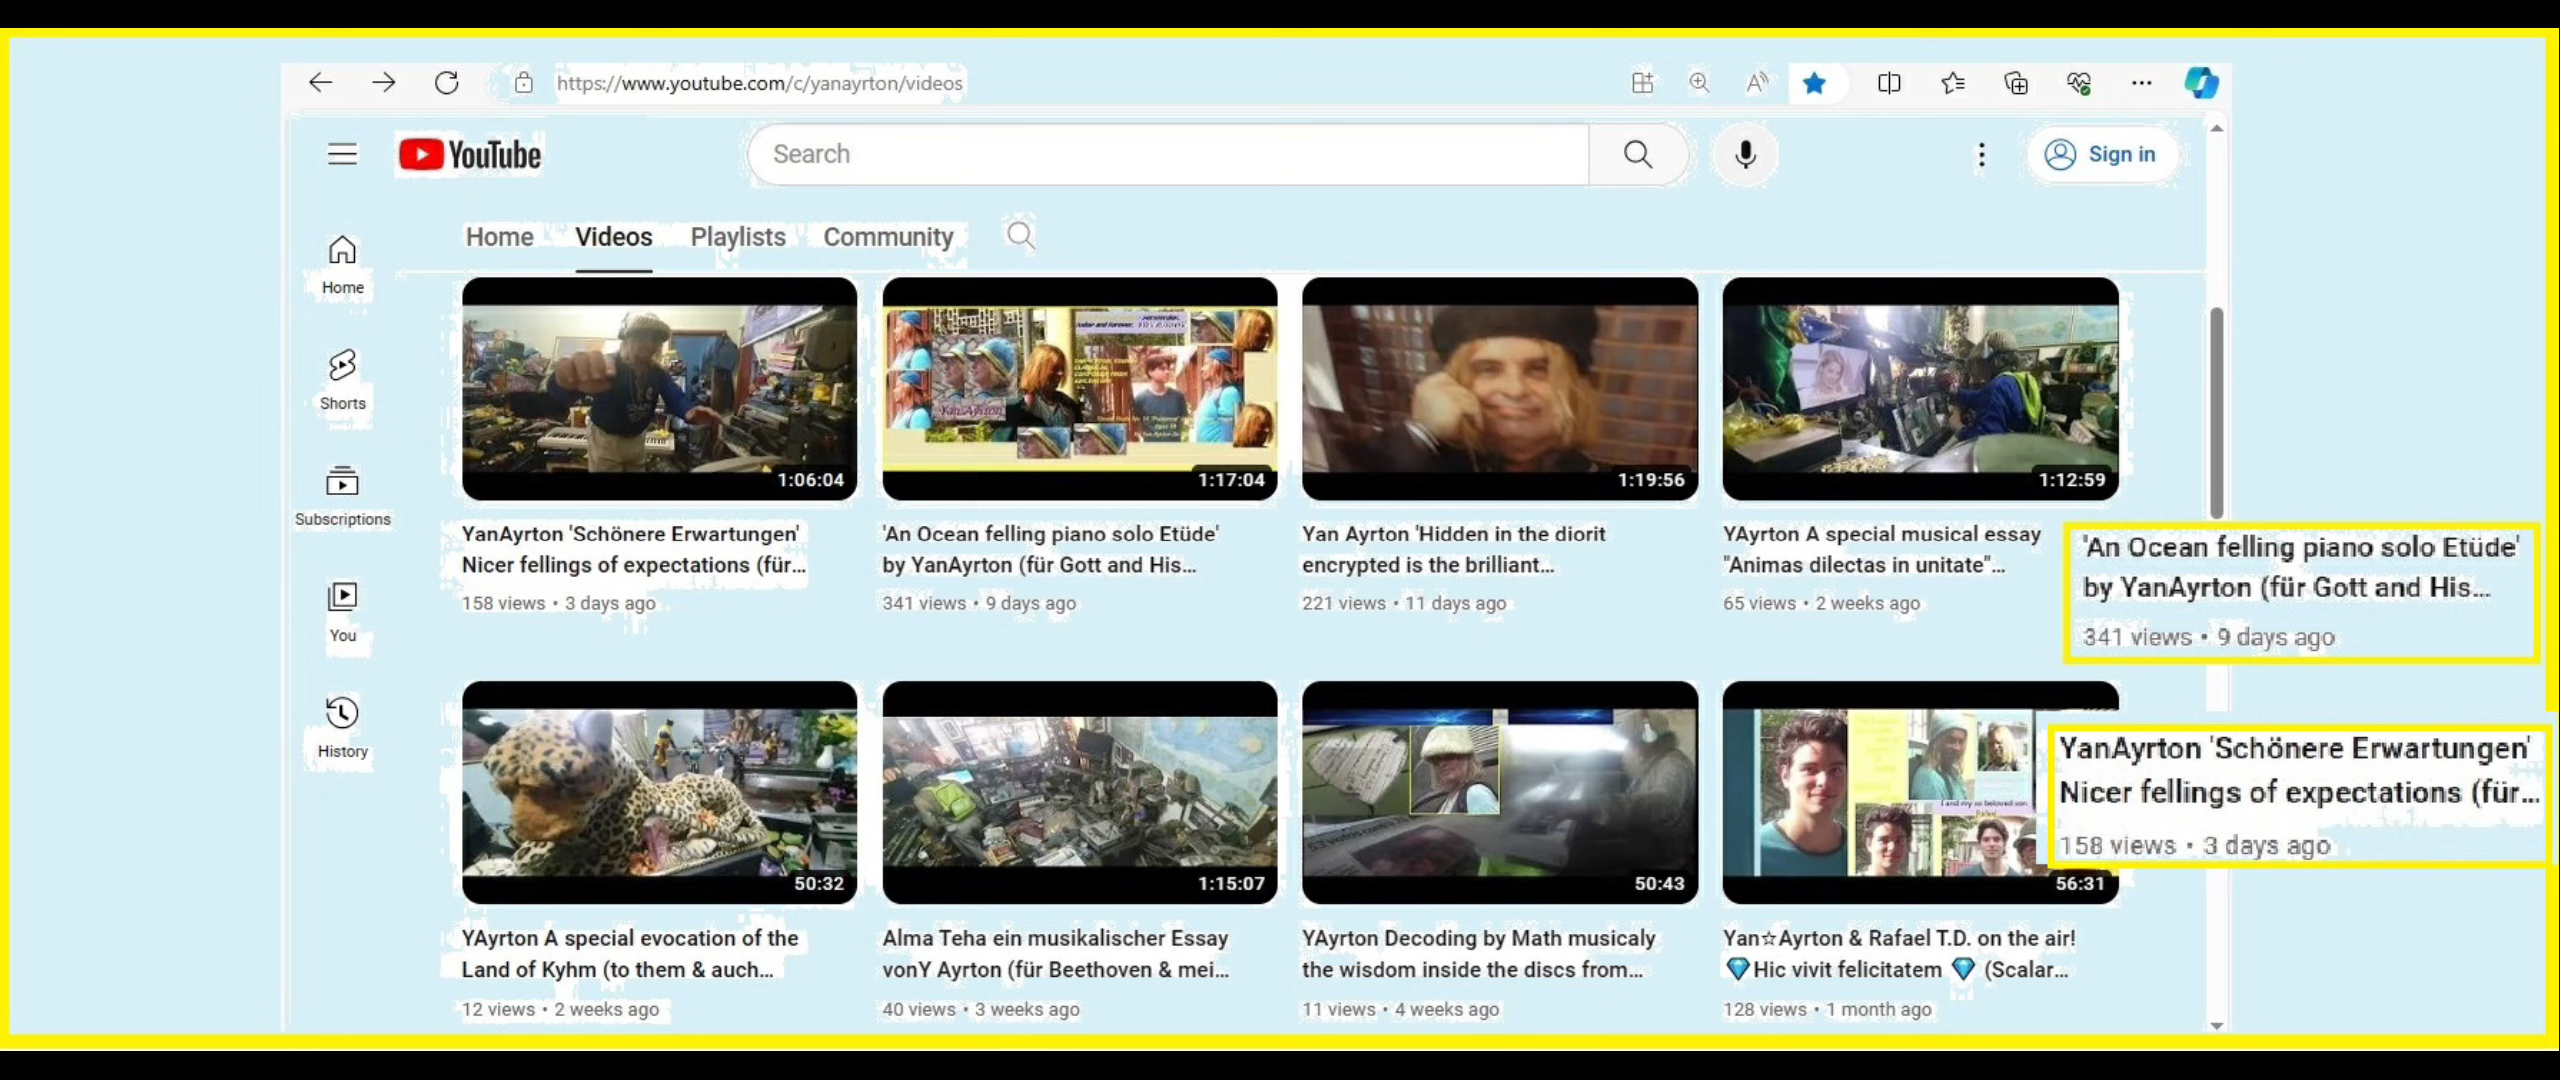 https://www.youtube.com/c/yanayrton/videos
YouTube
Search
Sign in
Home
Videos
Playlists
Community
Home
Shorts
Subscriptions
You
History
1:06:04
1:17:04
1:19:56
1:12:59
YanAyrton 'Schönere Erwartungen'
Nicer fellings of expectations (für...
158 views • 3 days ago
'An Ocean felling piano solo Etüde'
by YanAyrton (für Gott and His...
341 views • 9 days ago
Yan Ayrton 'Hidden in the diorit
encrypted is the brilliant...
221 views • 11 days ago
YAyrton A special musical essay
"Animas dilectas in unitate"...
65 views • 2 weeks ago
'An Ocean felling piano solo Etüde'
by YanAyrton (für Gott and His...
341 views • 9 days ago
YanAyrton 'Schönere Erwartungen'
Nicer fellings of expectations (für...
158 views • 3 days ago
50:32
1:15:07
50:43
56:31
YAyrton A special evocation of the
Land of Kyhm (to them & auch...
12 views • 2 weeks ago
Alma Teha ein musikalischer Essay
vonY Ayrton (für Beethoven & mei...
40 views • 3 weeks ago
YAyrton Decoding by Math musicaly
the wisdom inside the discs from...
11 views • 4 weeks ago
Yan☆Ayrton & Rafael T.D. on the air!
💎Hic vivit felicitatem 💎 (Scalar...
128 views • 1 month ago